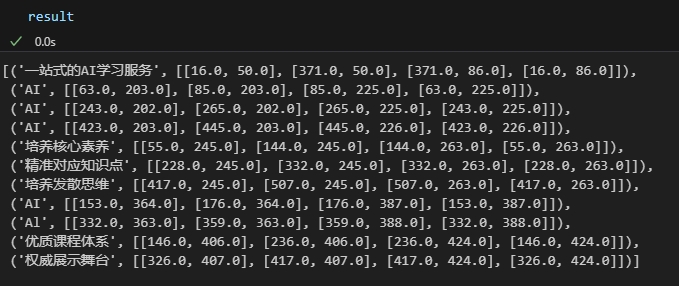 result
0.0s
[('一站式的AI学习服务', [[16.0, 50.0], [371.0, 50.0], [371.0, 86.0], [16.0, 86.0]]),
('AI', [[63.0, 203.0], [85.0, 203.0], [85.0, 225.0], [63.0, 225.0]]),
('AI', [[243.0, 202.0], [265.0, 202.0], [265.0, 225.0], [243.0, 225.0]]),
('AI', [[423.0, 203.0], [445.0, 203.0], [445.0, 226.0], [423.0, 226.0]]),
('培养核心素养', [[55.0, 245.0], [144.0, 245.0], [144.0, 263.0], [55.0, 263.0]]),
('精准对应知识点', [[228.0, 245.0], [332.0, 245.0], [332.0, 263.0], [228.0, 263.0]]),
('培养发散思维', [[417.0, 245.0], [507.0, 245.0], [507.0, 263.0], [417.0, 263.0]]),
('AI', [[153.0, 364.0], [176.0, 364.0], [176.0, 387.0], [153.0, 387.0]]),
('Al', [[332.0, 363.0], [359.0, 363.0], [359.0, 388.0], [332.0, 388.0]]),
('优质课程体系', [[146.0, 406.0], [236.0, 406.0], [236.0, 424.0], [146.0, 424.0]]),
('权威展示舞台', [[326.0, 407.0], [417.0, 407.0], [417.0, 424.0], [326.0, 424.0]])]